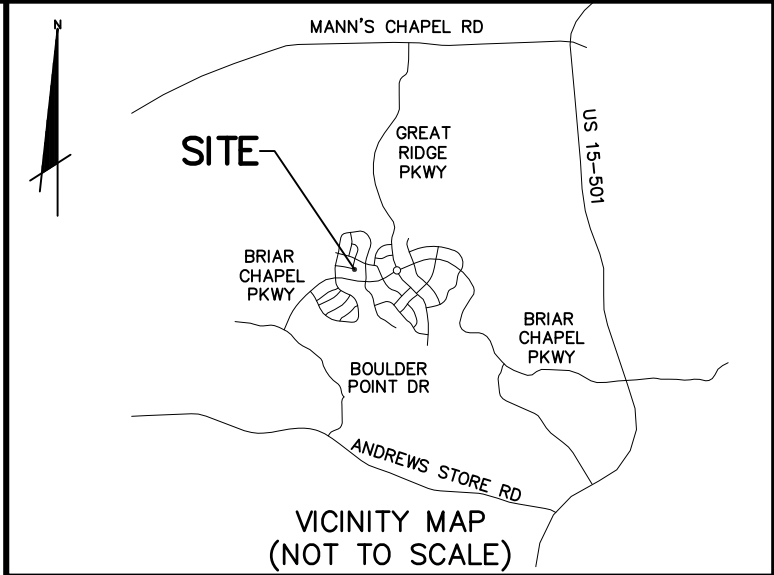 N
MANN'S CHAPEL RD
GREAT
RIDGE
PKWY
US 15-501
SITE
BRIAR
CHAPEL
PKWY
BRIAR
CHAPEL
PKWY
BOULDER
POINT DR
ANDREWS STORE RD
VICINITY MAP
(NOT TO SCALE)